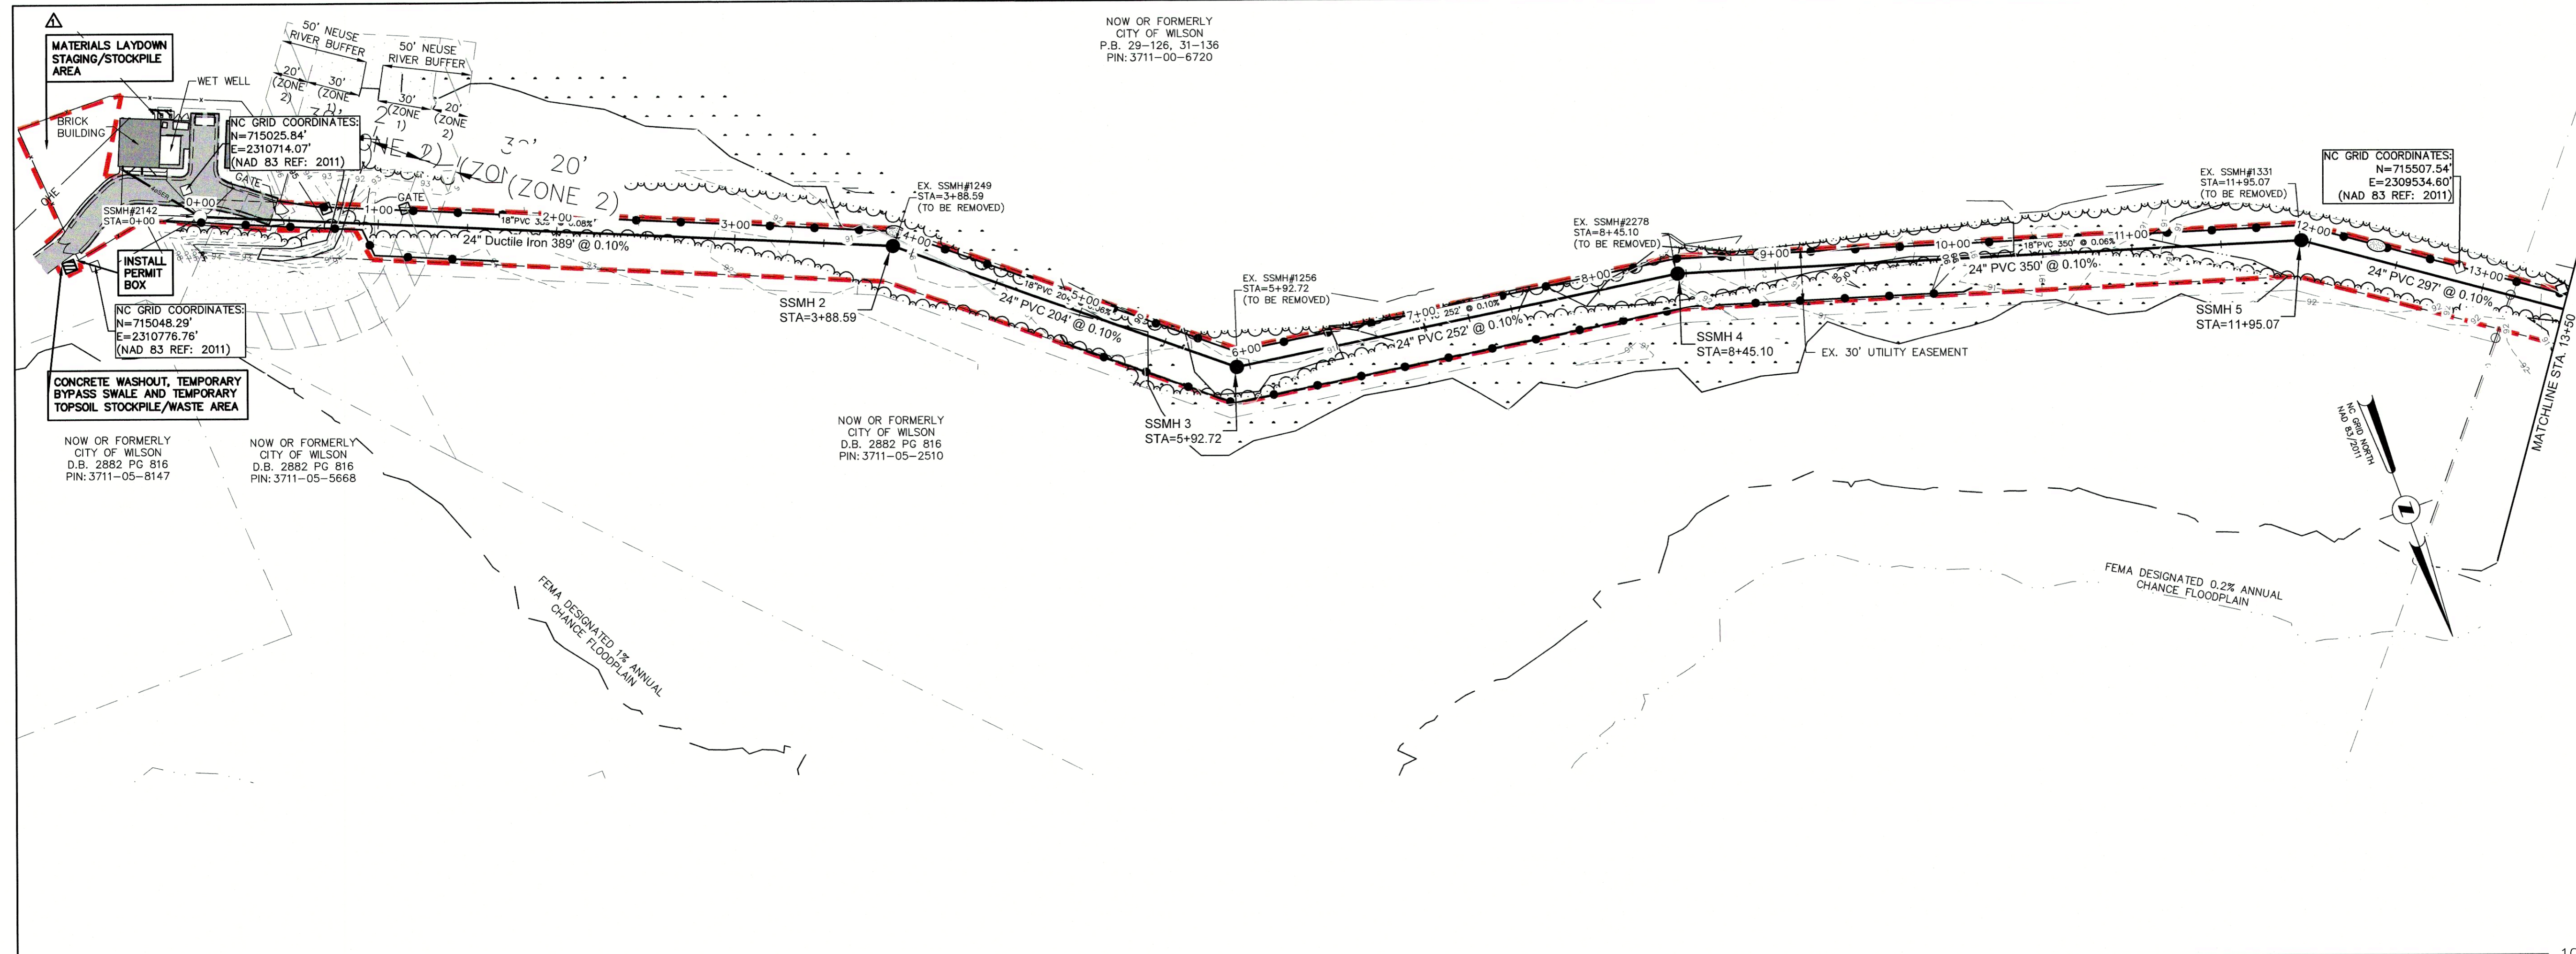 1
MATERIALS LAYDOWN
STAGING/STOCKPILE
AREA
WET WELL
BRICK
BUILDING
OHE
50' NEUSE
RIVER BUFFER
50' NEUSE
RIVER BUFFER
20'
(ZONE
2)
30'
(ZONE
1)
30'
(ZONE
1)
20'
(ZONE
2)
20'
(ZONE 2)
NC GRID COORDINATES:
N=715025.84'
E=2310714.07'
(NAD 83 REF: 2011)
GATE
GATE
SSMH#2142
STA=0+00
0+00
1+00
2+00
3+00
4+00
5+00
6+00
7+00
8+00
9+00
10+00
11+00
12+00
13+00
24" Ductile Iron 389' @ 0.10%
INSTALL
PERMIT
BOX
NC GRID COORDINATES:
N=715048.29'
E=2310776.76'
(NAD 83 REF: 2011)
CONCRETE WASHOUT, TEMPORARY
BYPASS SWALE AND TEMPORARY
TOPSOIL STOCKPILE/WASTE AREA
NOW OR FORMERLY
CITY OF WILSON
D.B. 2882 PG 816
PIN: 3711-05-8147
NOW OR FORMERLY
CITY OF WILSON
D.B. 2882 PG 816
PIN: 3711-05-5668
NOW OR FORMERLY
CITY OF WILSON
D.B. 2882 PG 816
PIN: 3711-05-2510
NOW OR FORMERLY
CITY OF WILSON
P.B. 29-126, 31-136
PIN: 3711-00-6720
EX. SSMH#1249
STA=3+88.59
(TO BE REMOVED)
SSMH 2
STA=3+88.59
24" PVC 204' @ 0.10%
EX. SSMH#1256
STA=5+92.72
(TO BE REMOVED)
SSMH 3
STA=5+92.72
24" PVC 252' @ 0.10%
EX. SSMH#2278
STA=8+45.10
(TO BE REMOVED)
SSMH 4
STA=8+45.10
EX. 30' UTILITY EASEMENT
18"PVC 350' @ 0.06%
24" PVC 350' @ 0.10%
EX. SSMH#1331
STA=11+95.07
(TO BE REMOVED)
SSMH 5
STA=11+95.07
24" PVC 297' @ 0.10%
NC GRID COORDINATES:
N=715507.54'
E=2309534.60'
(NAD 83 REF: 2011)
MATCHLINE STA. 13+50
NC GRID NORTH
NAD 83/2011
FEMA DESIGNATED 1% ANNUAL
CHANCE FLOODPLAIN
FEMA DESIGNATED 0.2% ANNUAL
CHANCE FLOODPLAIN